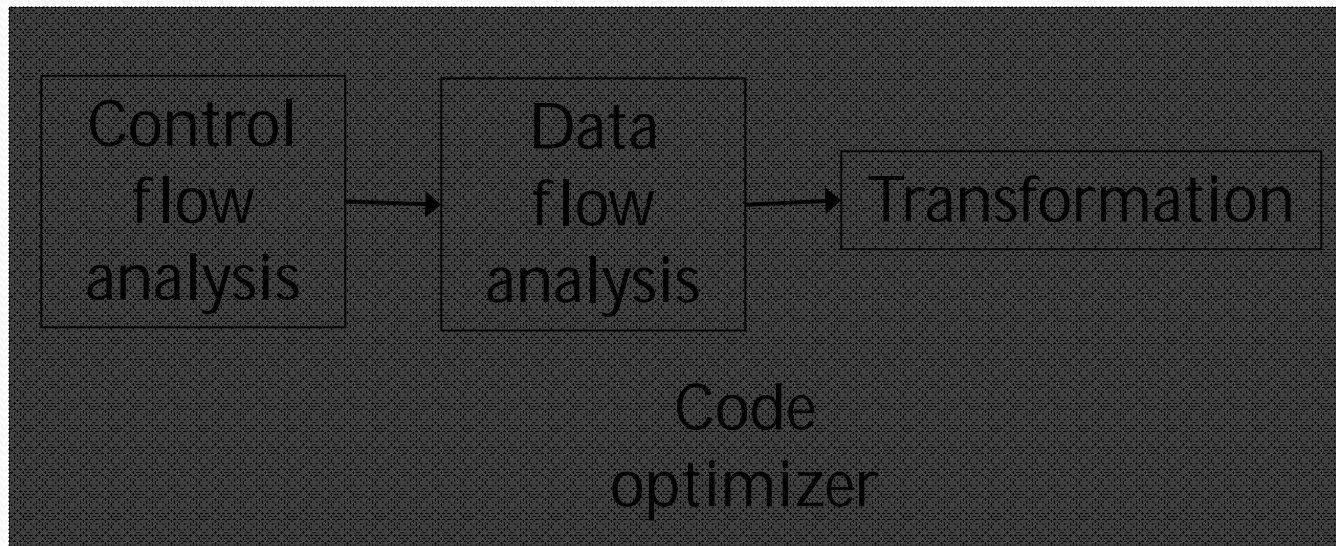 Control
flow
analysis
Data
flow
analysis
Transformation
Code
optimizer